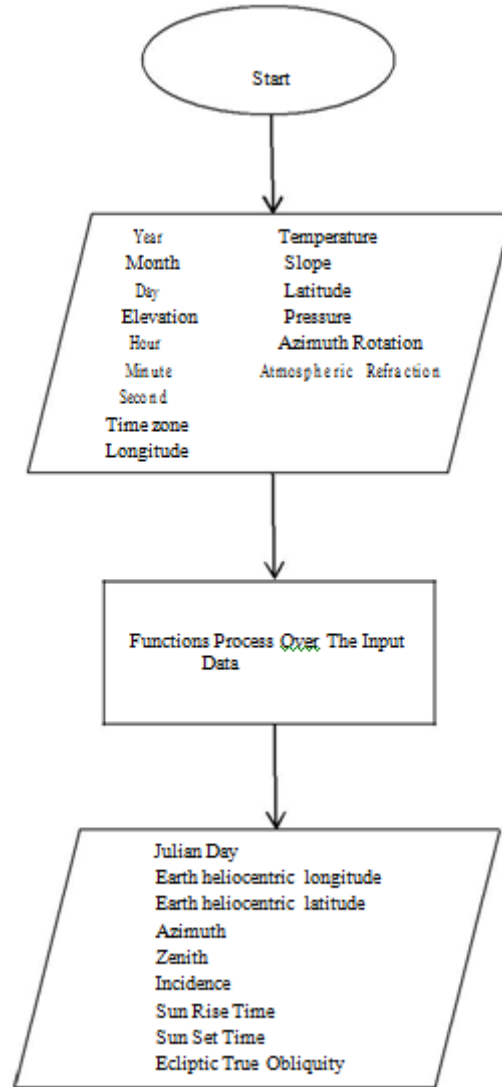 Start
Year
Month
Day
Elevation
Hour
Minute
Second
Time zone
Longitude
Temperature
Slope
Latitude
Pressure
Azimuth Rotation
Atmospheric Refraction
Functions Process Over The Input
Data
Julian Day
Earth heliocentric longitude
Earth heliocentric latitude
Azimuth
Zenith
Incidence
Sun Rise Time
Sun Set Time
Ecliptic True Obliquity